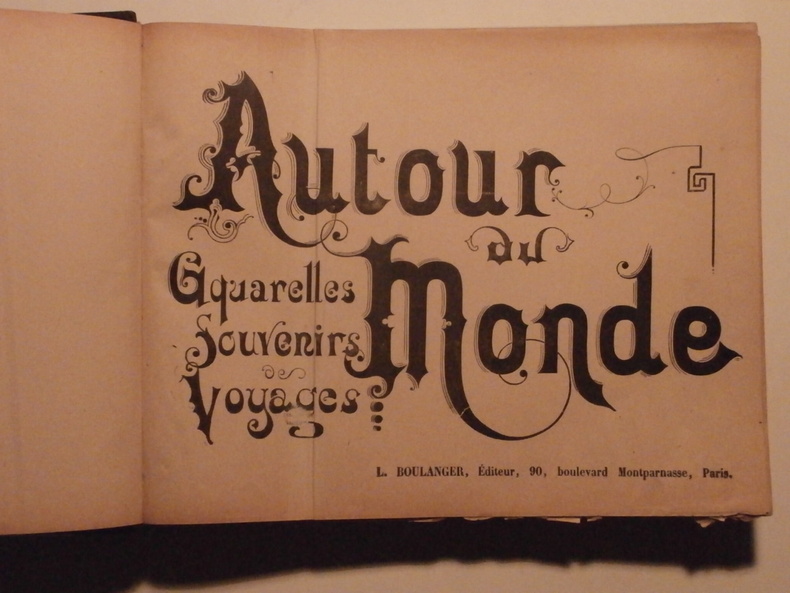 Autour
du
Monde
Aquarelles
Souvenirs
de
Voyages
L. BOULANGER, Éditeur, 90, boulevard Montparnasse, Paris.